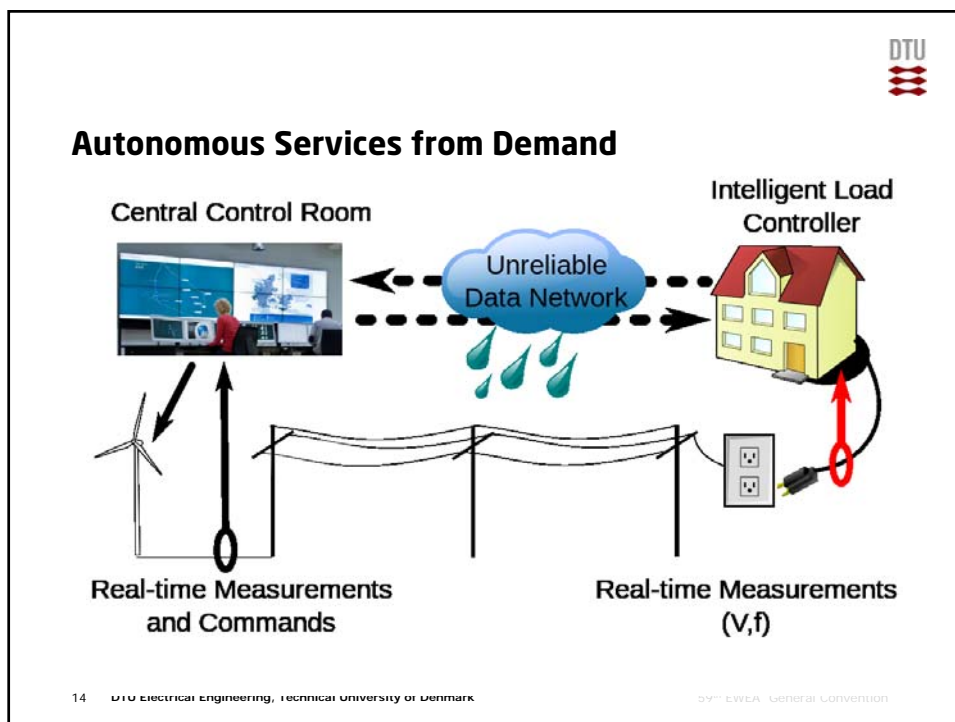 DTU
Autonomous Services from Demand
Central Control Room
Intelligent Load
Controller
Unreliable
Data Network
Real-time Measurements
and Commands
Real-time Measurements
(V,f)
14 DTU Electrical Engineering, Technical University of Denmark
59th EWEA General Convention